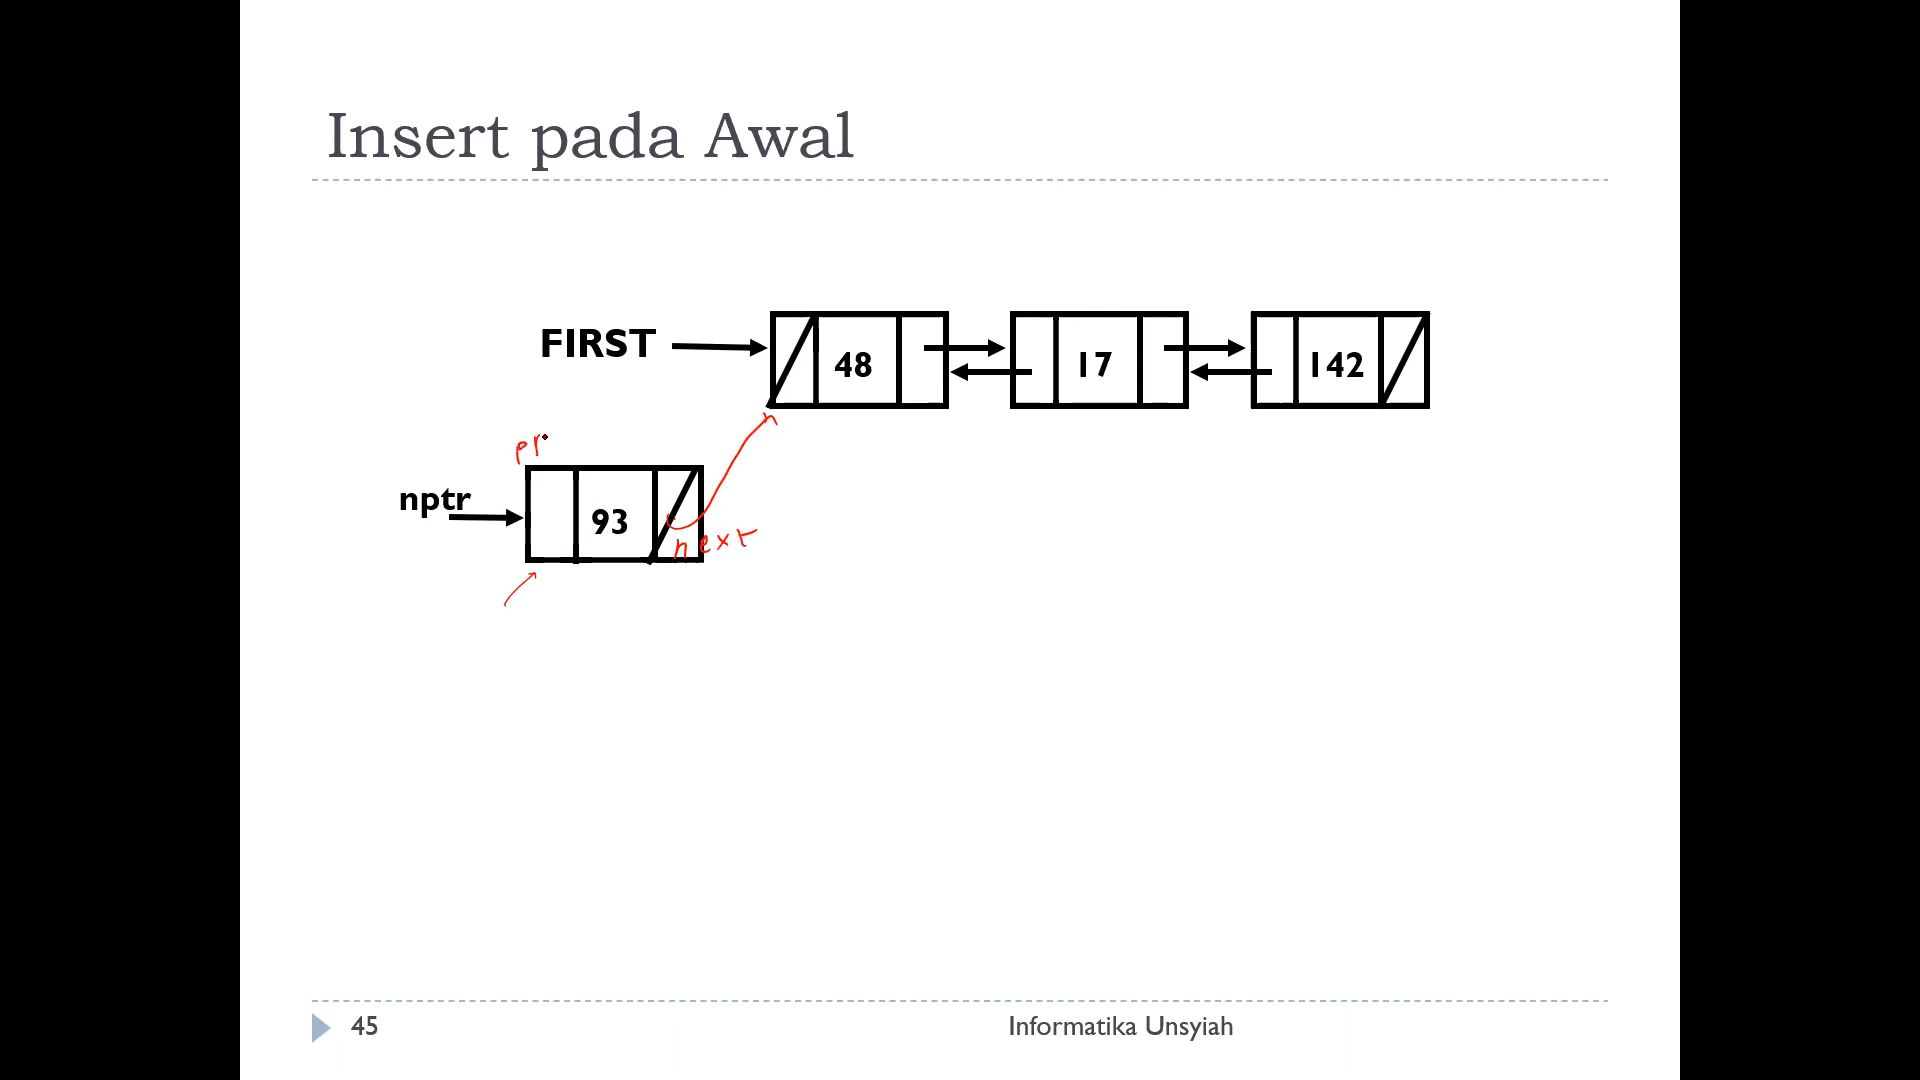 Insert pada Awal
FIRST
48
17
142
pr
nptr
93
next
45
Informatika Unsyiah